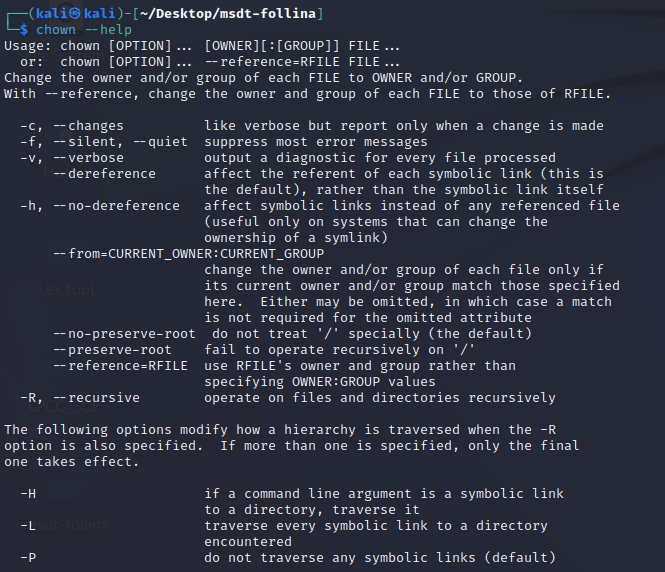 ┌──(kali㉿kali)-[~/Desktop/msdt-follina]
└─$ chown --help
Usage: chown [OPTION]... [OWNER][:[GROUP]] FILE...
  or:  chown [OPTION]... --reference=RFILE FILE...
Change the owner and/or group of each FILE to OWNER and/or GROUP.
With --reference, change the owner and group of each FILE to those of RFILE.

  -c, --changes          like verbose but report only when a change is made
  -f, --silent, --quiet  suppress most error messages
  -v, --verbose          output a diagnostic for every file processed
      --dereference      affect the referent of each symbolic link (this is
                         the default), rather than the symbolic link itself
  -h, --no-dereference   affect symbolic links instead of any referenced file
                         (useful only on systems that can change the
                         ownership of a symlink)
      --from=CURRENT_OWNER:CURRENT_GROUP
                         change the owner and/or group of each file only if
                         its current owner and/or group match those specified
Lex tool
                         here.  Either may be omitted, in which case a match
                         is not required for the omitted attribute
      --no-preserve-root  do not treat '/' specially (the default)
      --preserve-root    fail to operate recursively on '/'
      --reference=RFILE  use RFILE's owner and group rather than
                         specifying OWNER:GROUP values
  -R, --recursive        operate on files and directories recursively

The following options modify how a hierarchy is traversed when the -R
option is also specified.  If more than one is specified, only the final
one takes effect.

  -H                     if a command line argument is a symbolic link
                         to a directory, traverse it
msdt-follina
  -L                     traverse every symbolic link to a directory
                         encountered
  -P                     do not traverse any symbolic links (default)